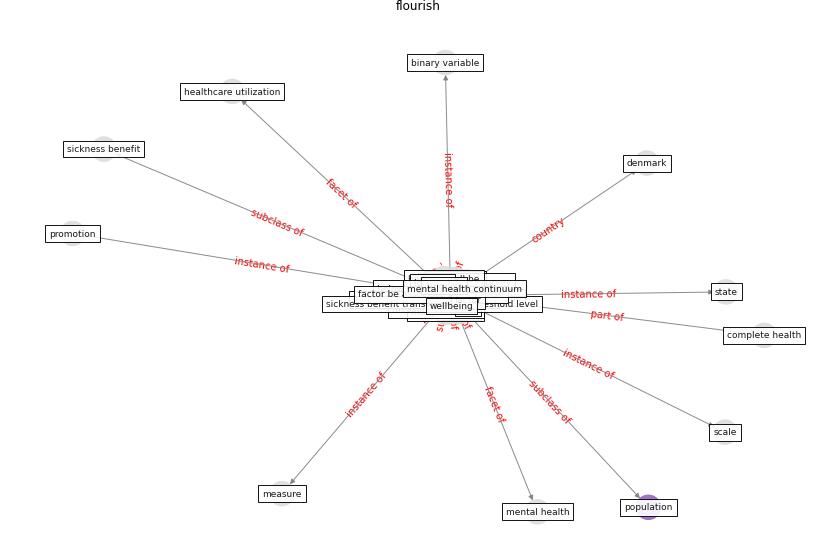 flourish
binary variable
healthcare utilization
sickness benefit
denmark
facet of
instance of
subclass of
country
promotion
instance of
mental health continuum
factor be
sickness benefit trans
shold level
wellbeing
instance of
state
part of
complete health
instance of
scale
instance of
facet of
subclass of
measure
mental health
population